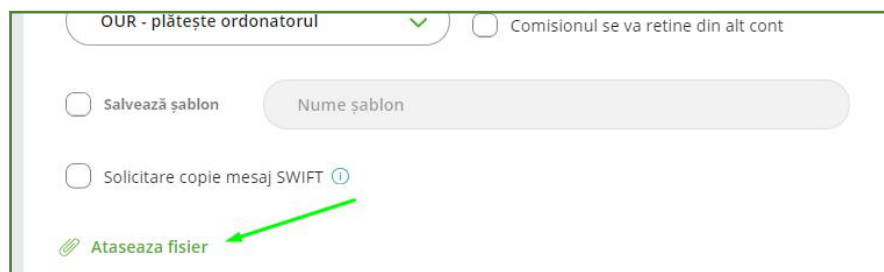 OUR - plătește ordonatorul
Comisionul se va retine din alt cont
Salvează șablon
Nume șablon
Solicitare copie mesaj SWIFT
Ataseaza fisier